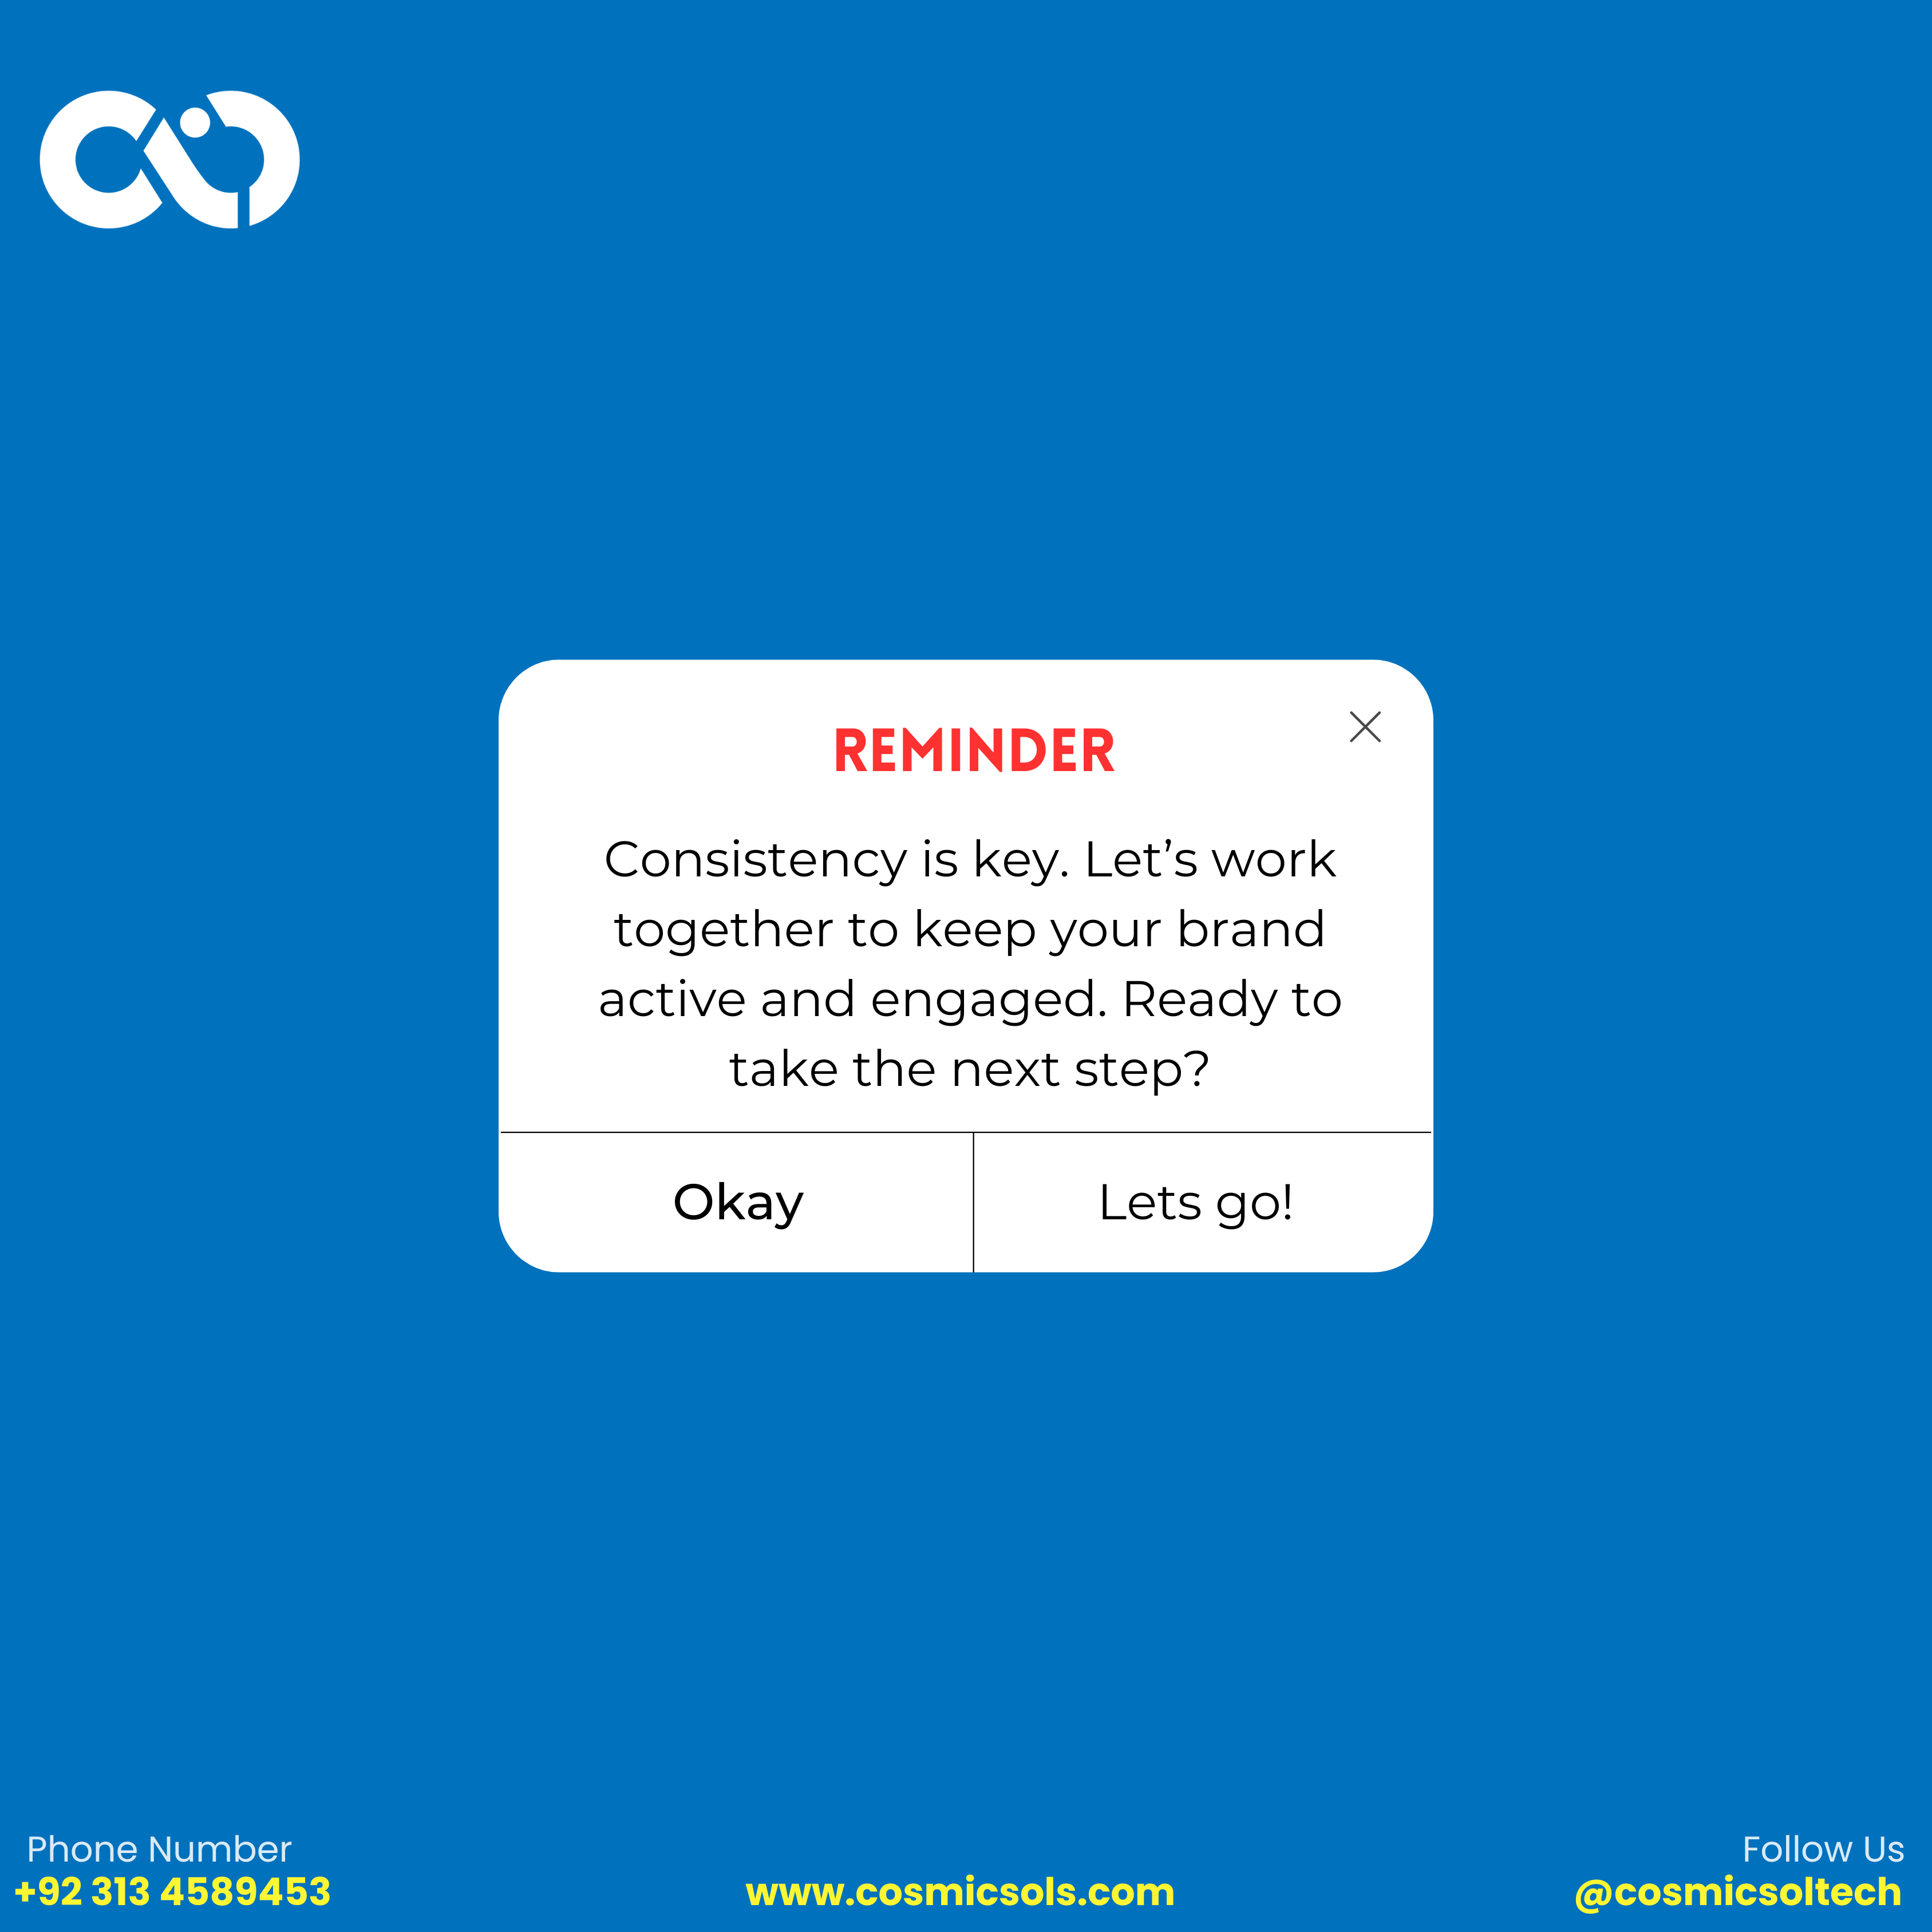 REMINDER
Consistency is key. Let’s work
together to keep your brand
active and engaged. Ready to
take the next step?
Okay
Lets go!
Phone Number
+92 313 4589453
www.cosmicsols.com
Follow Us
@cosmicsoltech